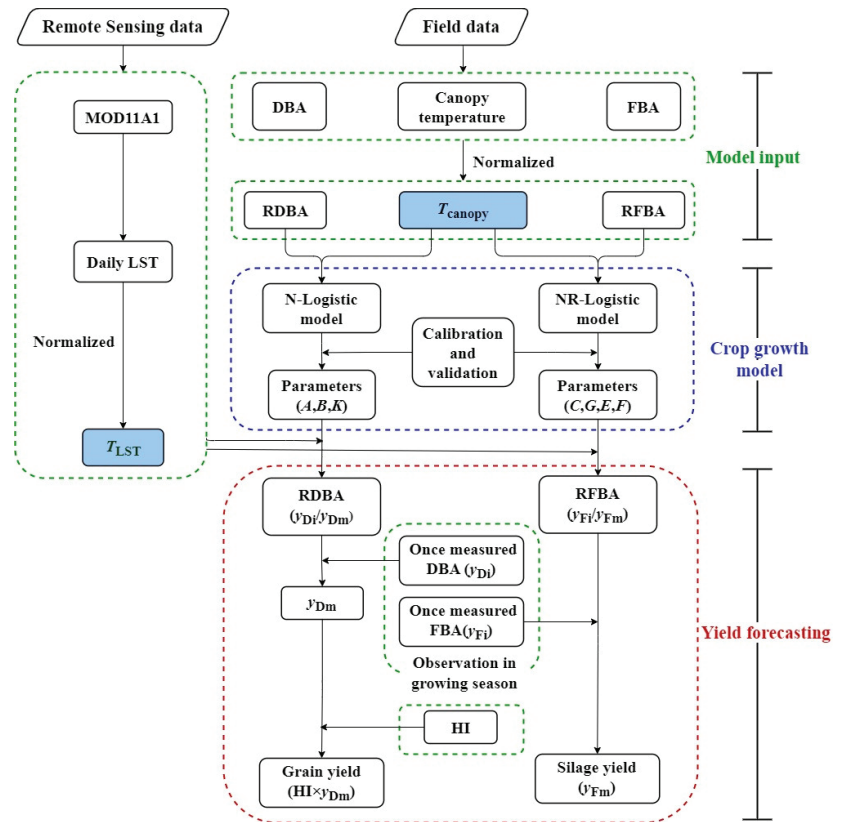 Remote Sensing data
Field data
MOD11A1
DBA
Canopy
temperature
FBA
Model input
Normalized
RDBA
Tcanopy
RFBA
Daily LST
N-Logistic
model
NR-Logistic
model
Normalized
Calibration
and
validation
Crop growth
model
Parameters
(A,B,K)
Parameters
(C,G,E,F)
TLST
RDBA
(yDi/yDm)
RFBA
(yFi/yFm)
Once measured
DBA (yDi)
yDm
Once measured
FBA(yFi)
Yield forecasting
Observation in
growing season
HI
Grain yield
(HI×yDm)
Silage yield
(yFm)